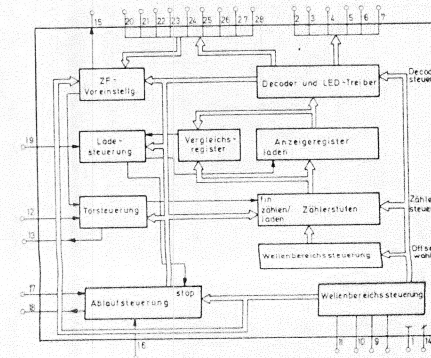 15
20 21 22 23 24 25 26 27 28
2 3 4 5 6 7
ZF-
Voreinstellg.
Decoder und LED-Treiber
Decod
steue
19
Lade-
steuerung
Vergleichs-
register
Anzeigeregister
laden
12
13
Torsteuerung
fin
zählen/
laden
Zählerstufen
Zähle
steue
Wellenbereichssteuerung
Offse
wahl
17
18
stop
Ablaufsteuerung
Wellenbereichssteuerung
16
11 10 9 1 14